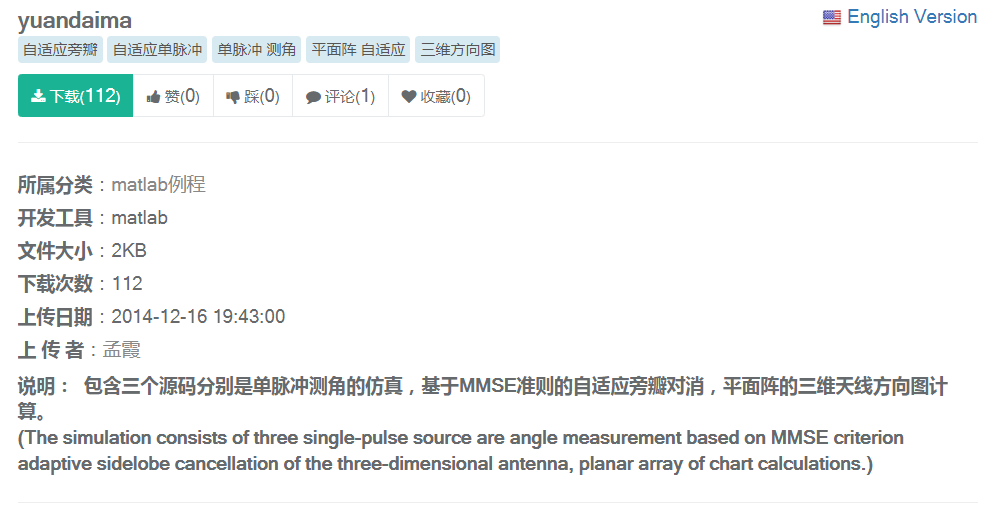 yuandaima
English Version
自适应旁瓣 自适应单脉冲 单脉冲 测角 平面阵 自适应 三维方向图
下载(112) 赞(0) 踩(0) 评论(1) 收藏(0)
所属分类：matlab例程
开发工具：matlab
文件大小：2KB
下载次数：112
上传日期：2014-12-16 19:43:00
上 传 者：孟霞
说明： 包含三个源码分别是单脉冲测角的仿真，基于MMSE准则的自适应旁瓣对消，平面阵的三维天线方向图计
算。
(The simulation consists of three single-pulse source are angle measurement based on MMSE criterion
adaptive sidelobe cancellation of the three-dimensional antenna, planar array of chart calculations.)